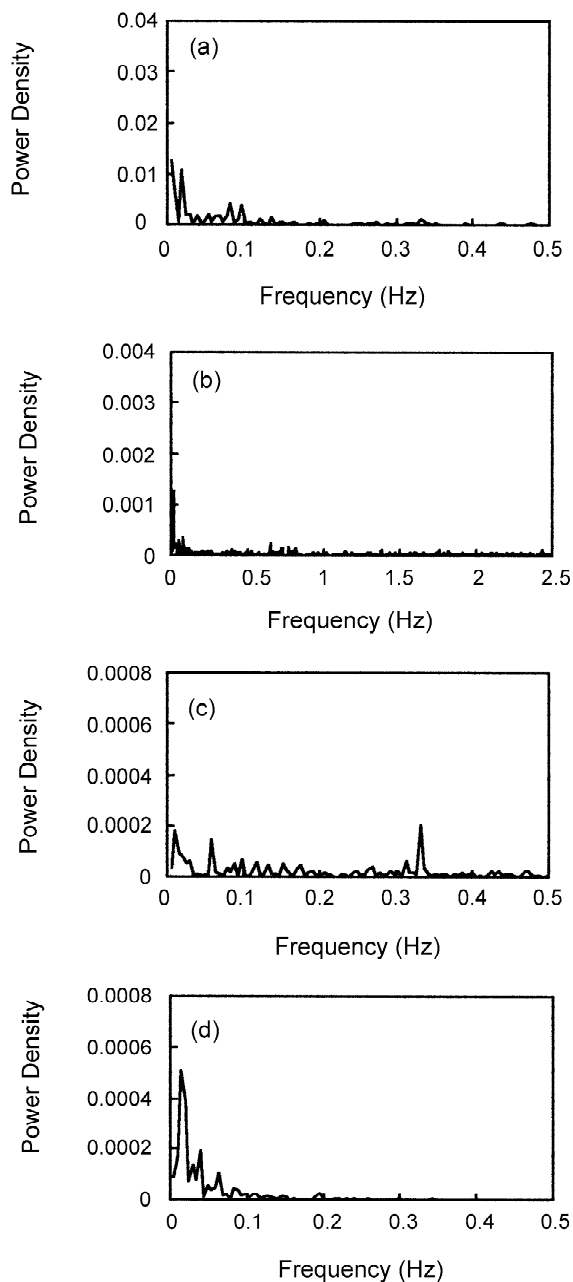 0.04
(a)
0.03
0.02
0.01
0
Power Density
0 0.1 0.2 0.3 0.4 0.5
Frequency (Hz)
0.004
(b)
0.003
0.002
0.001
0
Power Density
0 0.5 1 1.5 2 2.5
Frequency (Hz)
0.0008
(c)
0.0006
0.0004
0.0002
0
Power Density
0 0.1 0.2 0.3 0.4 0.5
Frequency (Hz)
0.0008
(d)
0.0006
0.0004
0.0002
0
Power Density
0 0.1 0.2 0.3 0.4 0.5
Frequency (Hz)